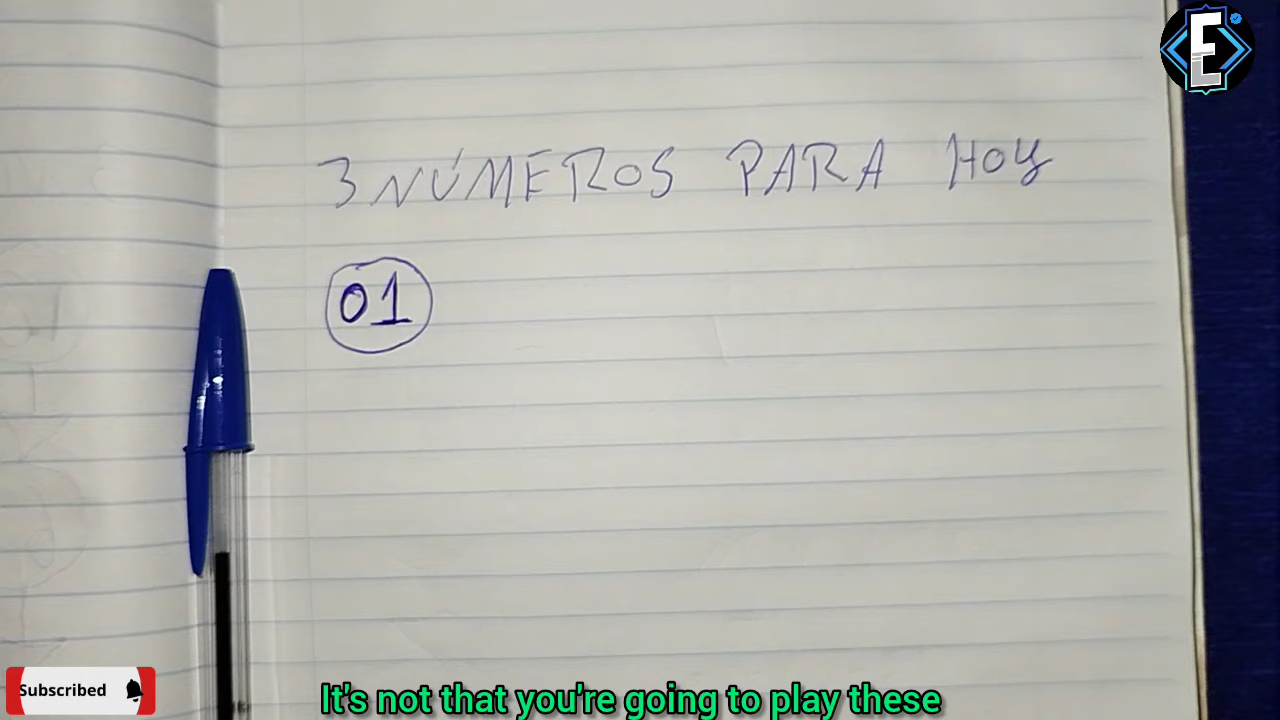 E
3 NÚMEROS PARA HOY
01
Subscribed
It's not that you're going to play these